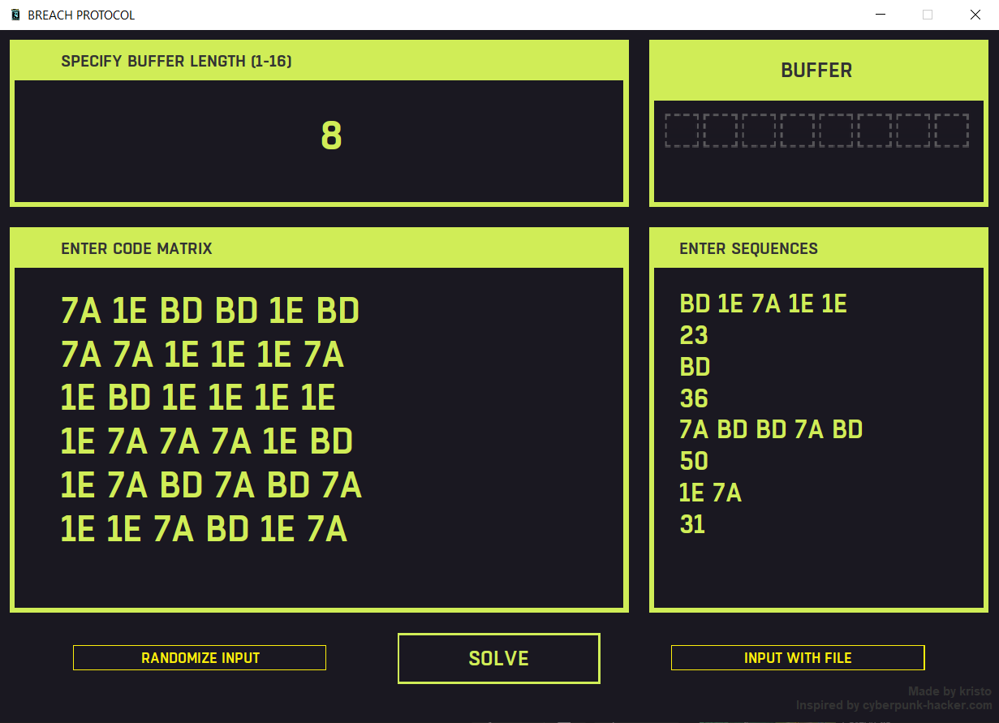 BREACH PROTOCOL
SPECIFY BUFFER LENGTH (1-16)
8
BUFFER
ENTER CODE MATRIX
7A 1E BD BD 1E BD
7A 7A 1E 1E 1E 7A
1E BD 1E 1E 1E 1E
1E 7A 7A 7A 1E BD
1E 7A BD 7A BD 7A
1E 1E 7A BD 1E 7A
ENTER SEQUENCES
BD 1E 7A 1E 1E
23
BD
36
7A BD BD 7A BD
50
1E 7A
31
RANDOMIZE INPUT
SOLVE
INPUT WITH FILE
Made by kristo
Inspired by cyberpunk-hacker.com